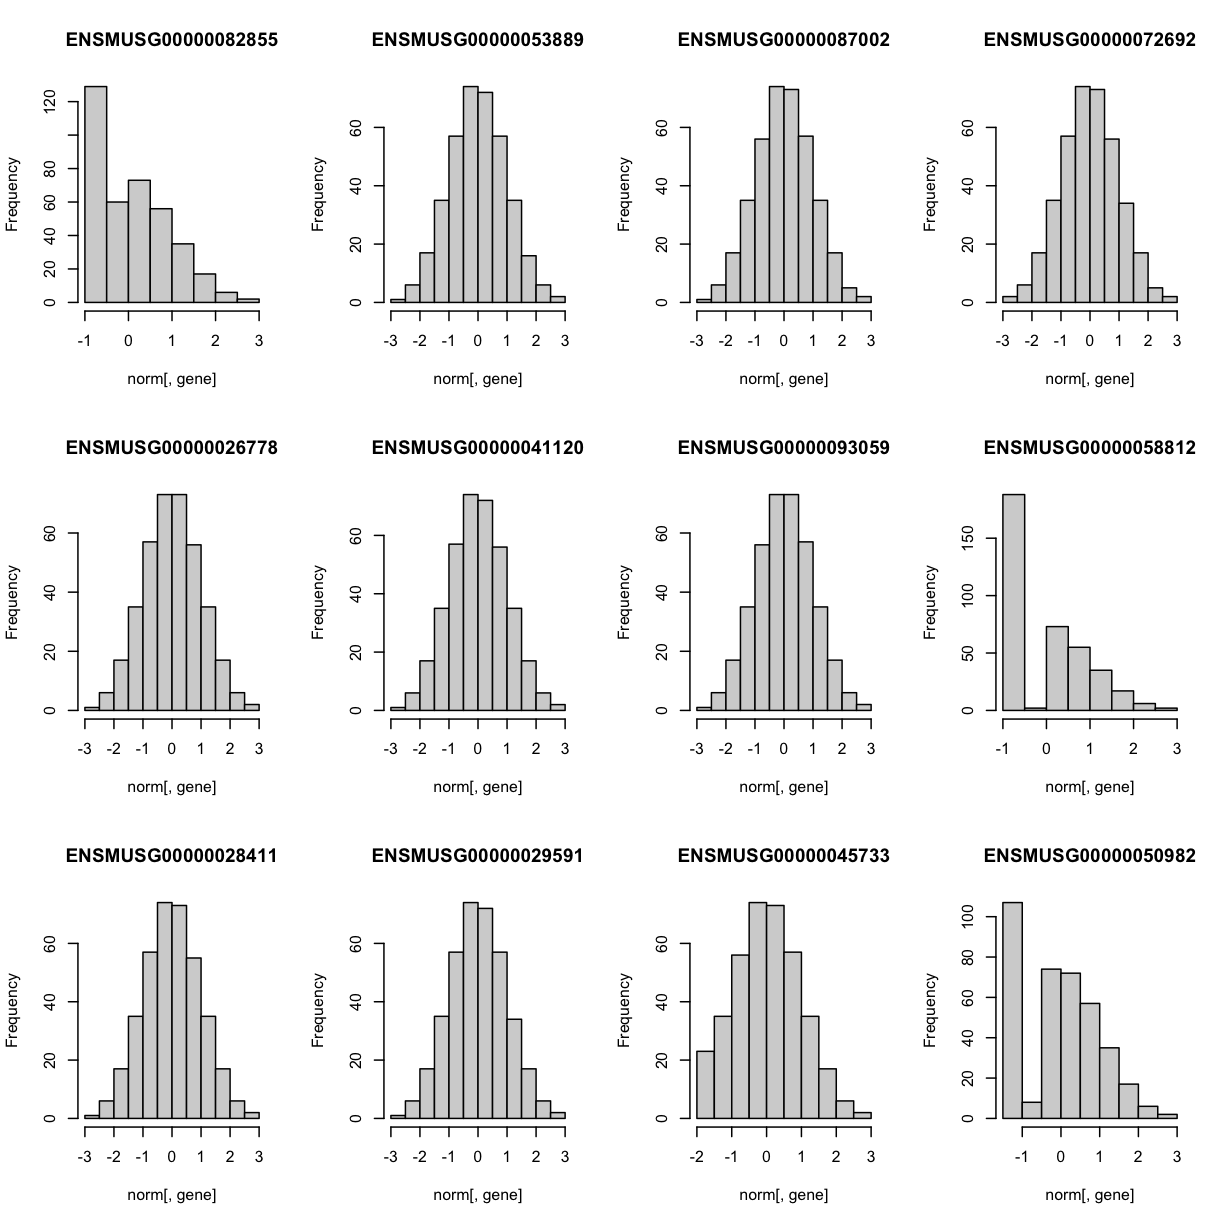 ENSMUSG00000082855
Frequency
0 20 40 60 80 120
-1 0 1 2 3
norm[, gene]
ENSMUSG00000053889
Frequency
0 20 40 60
-3 -2 -1 0 1 2 3
norm[, gene]
ENSMUSG00000087002
Frequency
0 20 40 60
-3 -2 -1 0 1 2 3
norm[, gene]
ENSMUSG00000072692
Frequency
0 20 40 60
-3 -2 -1 0 1 2 3
norm[, gene]
ENSMUSG00000026778
Frequency
0 20 40 60
-3 -2 -1 0 1 2 3
norm[, gene]
ENSMUSG00000041120
Frequency
0 20 40 60
-3 -2 -1 0 1 2 3
norm[, gene]
ENSMUSG00000093059
Frequency
0 20 40 60
-3 -2 -1 0 1 2 3
norm[, gene]
ENSMUSG00000058812
Frequency
0 50 100 150
-1 0 1 2 3
norm[, gene]
ENSMUSG00000028411
Frequency
0 20 40 60
-3 -2 -1 0 1 2 3
norm[, gene]
ENSMUSG00000029591
Frequency
0 20 40 60
-3 -2 -1 0 1 2 3
norm[, gene]
ENSMUSG00000045733
Frequency
0 20 40 60
-2 -1 0 1 2 3
norm[, gene]
ENSMUSG00000050982
Frequency
0 20 40 60 80 100
-1 0 1 2 3
norm[, gene]